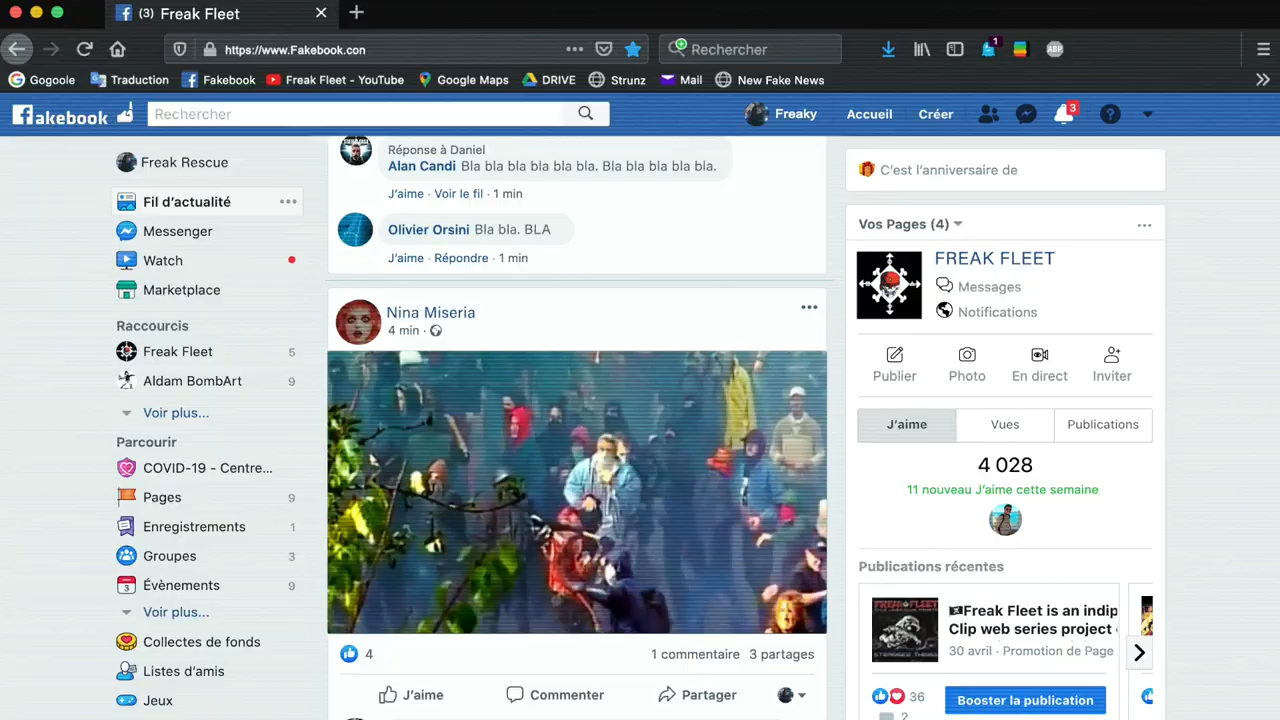 (3) Freak Fleet
https://www.Fakebook.con
Rechercher
1
ABP
Gogoole
Traduction
Fakebook
Freak Fleet - YouTube
Google Maps
DRIVE
Strunz
Mail
New Fake News
Fakebook
Rechercher
Freaky
Accueil
Créer
3
Freak Rescue
Fil d'actualité
Messenger
Watch
Marketplace
Raccourcis
Freak Fleet 5
Aldam BombArt 9
Voir plus...
Parcourir
COVID-19 - Centre...
Pages 9
Enregistrements 1
Groupes 3
3
Évènements 9
Voir plus...
Collectes de fonds
Listes d'amis
Jeux
Réponse à Daniel
Alan Candi Bla bla bla bla bla bla. Bla bla bla bla bla.
J'aime · Voir le fil · 1 min
Olivier Orsini Bla bla. BLA
J'aime · Répondre · 1 min
Nina Miseria
4 min ·
4
1 commentaire 3 partages
J'aime
Commenter
Partager
C'est l'anniversaire de
Vos Pages (4)
FREAK FLEET
Messages
Notifications
Publier
Photo
En direct
Inviter
J'aime
Vues
Publications
4 028
11 nouveau J'aime cette semaine
Publications récentes
FREAK FLEET
Freak Fleet is an indip
Clip web series project
30 avril · Promotion de Page
36
2
Booster la publication